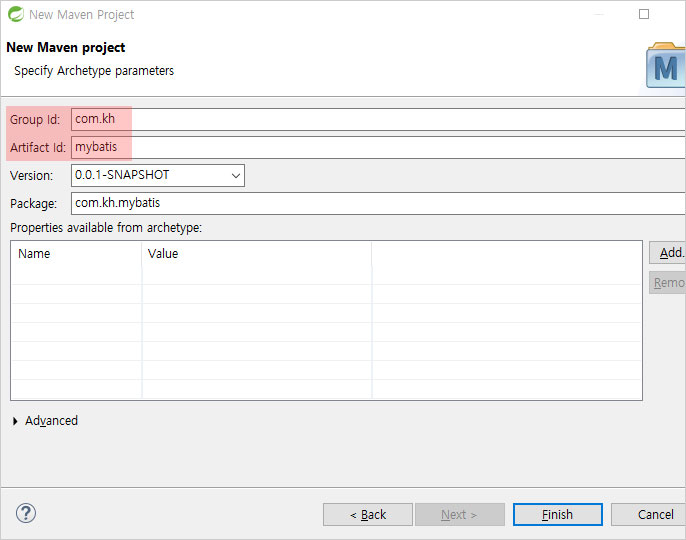 New Maven Project
New Maven project
Specify Archetype parameters
M
Group Id: com.kh
Artifact Id: mybatis
Version: 0.0.1-SNAPSHOT
Package: com.kh.mybatis
Properties available from archetype:
Name Value
Add.
Remo
Advanced
? < Back Next > Finish Cancel